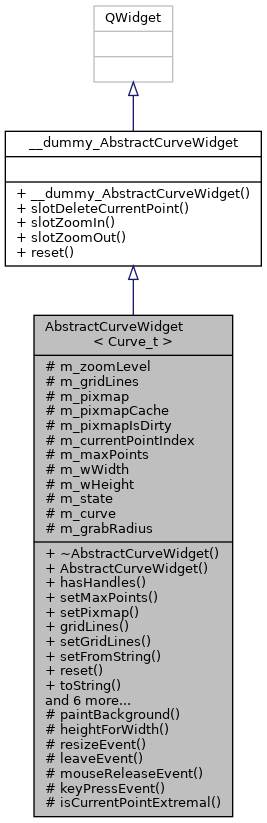 QWidget
__dummy_AbstractCurveWidget
+ __dummy_AbstractCurveWidget()
+ slotDeleteCurrentPoint()
+ slotZoomIn()
+ slotZoomOut()
+ reset()
AbstractCurveWidget
< Curve_t >
# m_zoomLevel
# m_gridLines
# m_pixmap
# m_pixmapCache
# m_pixmapIsDirty
# m_currentPointIndex
# m_maxPoints
# m_wWidth
# m_wHeight
# m_state
# m_curve
# m_grabRadius
+ ~AbstractCurveWidget()
+ AbstractCurveWidget()
+ hasHandles()
+ setMaxPoints()
+ setPixmap()
+ gridLines()
+ setGridLines()
+ setFromString()
+ reset()
+ toString()
and 6 more...
# paintBackground()
# heightForWidth()
# resizeEvent()
# leaveEvent()
# mouseReleaseEvent()
# keyPressEvent()
# isCurrentPointExtremal()